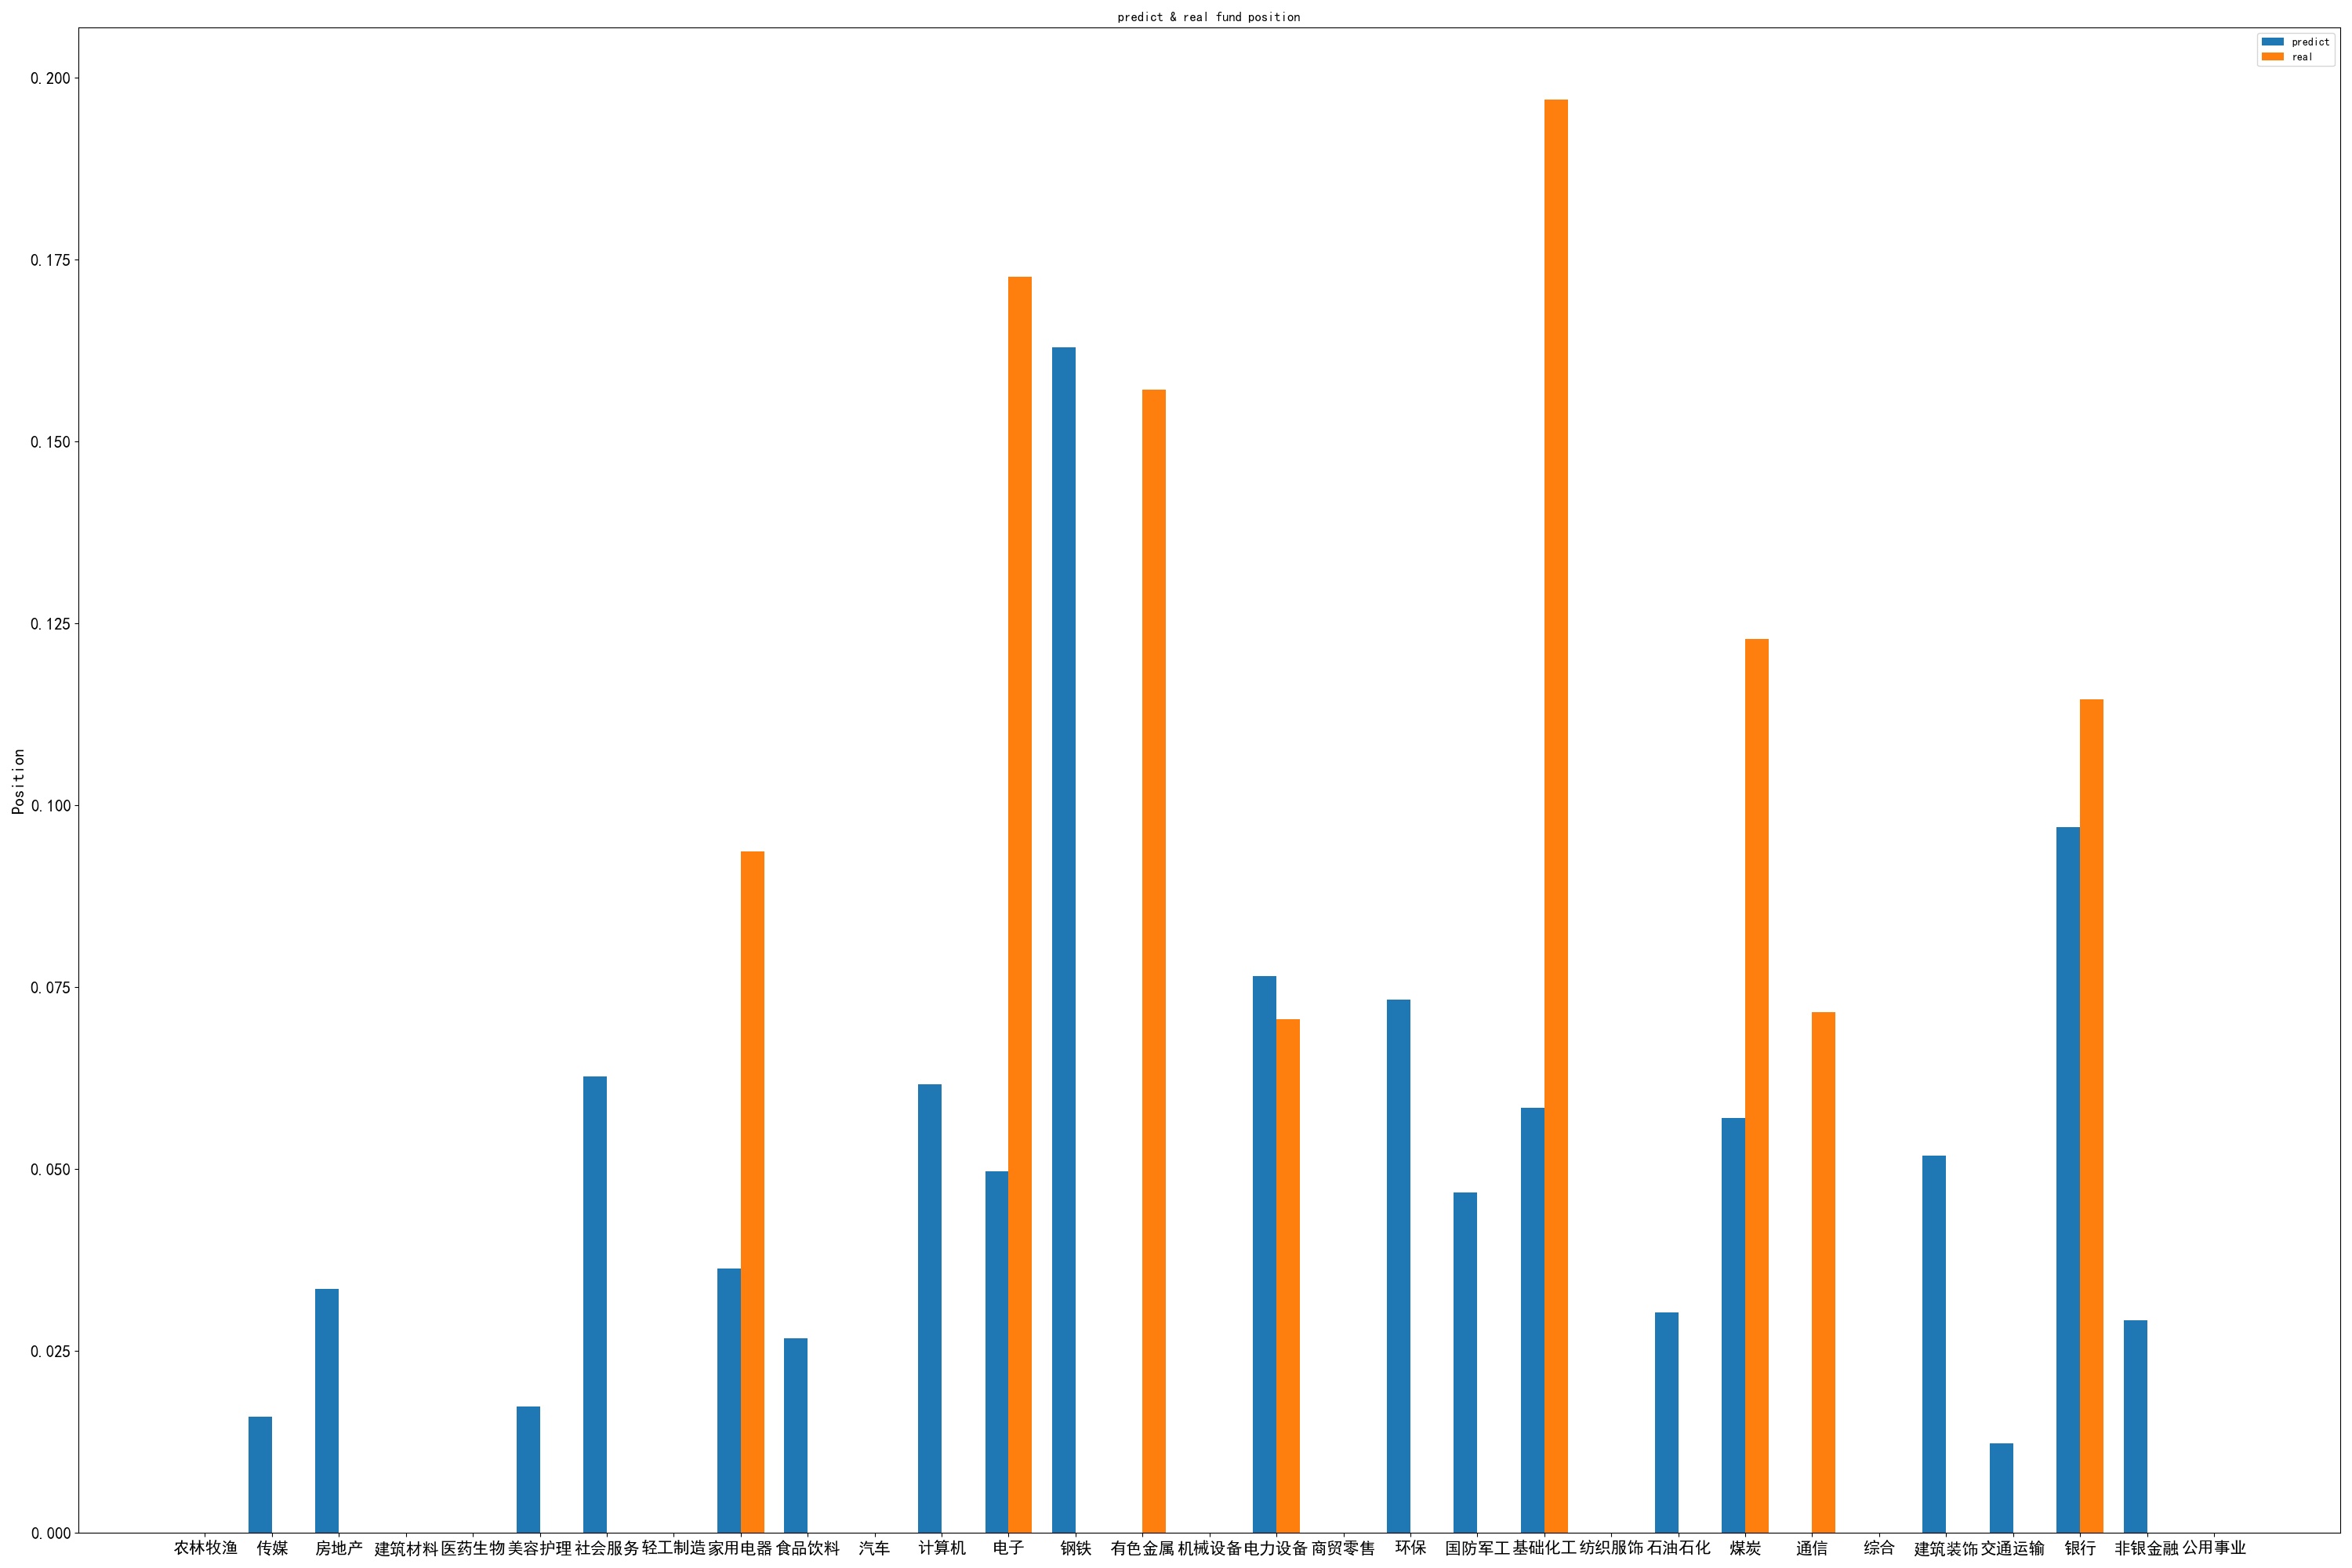 predict & real fund position
predict
real
0.200
0.175
0.150
0.125
0.100
0.075
0.050
0.025
0.000
Position
农林牧渔 传媒 房地产 建筑材料 医药生物 美容护理 社会服务 轻工制造 家用电器 食品饮料 汽车 计算机 电子 钢铁 有色金属 机械设备 电力设备 商贸零售 环保 国防军工 基础化工 纺织服饰 石油石化 煤炭 通信 综合 建筑装饰 交通运输 银行 非银金融 公用事业